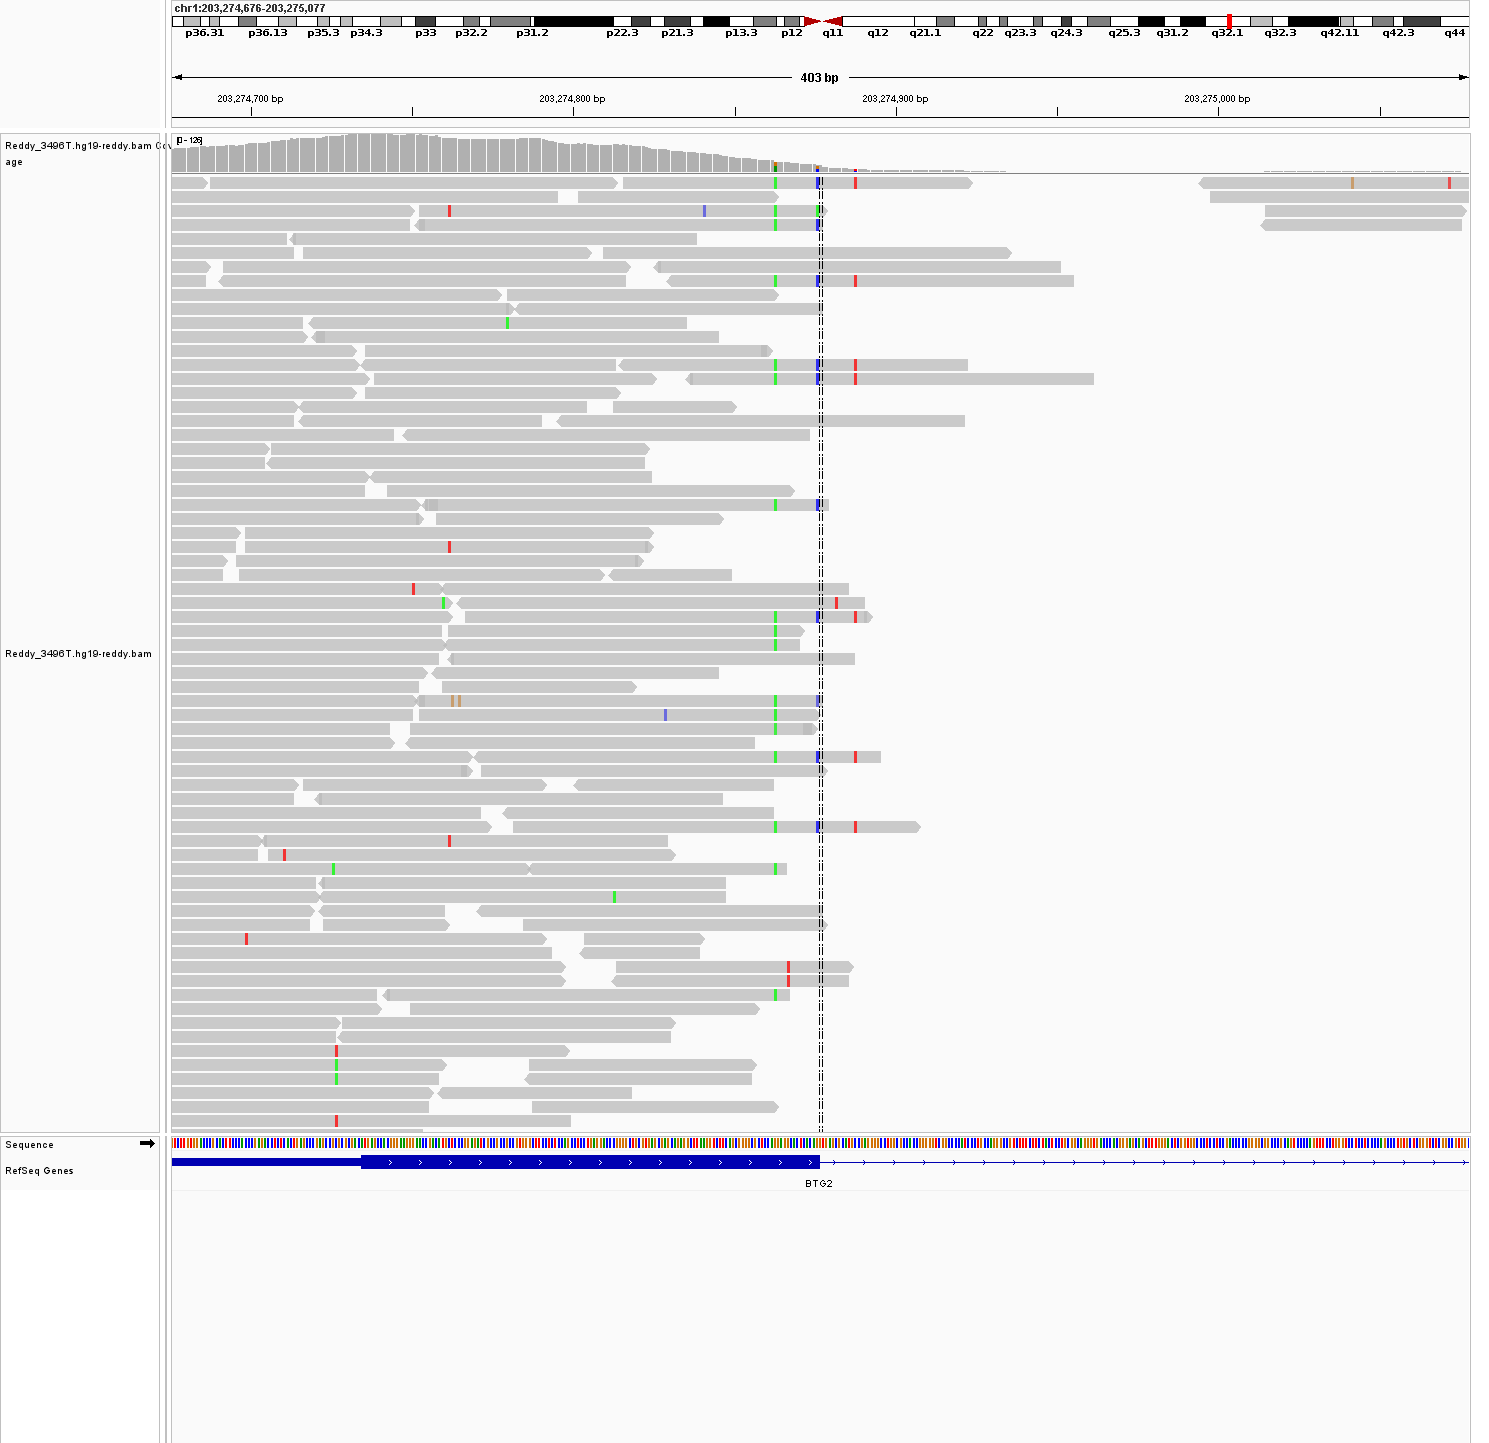 chr1:203,274,676-203,275,077
p36.31 p36.13 p35.3 p34.3 p33 p32.2 p31.2 p22.3 p21.3 p13.3 p12 q11 q12 q21.1 q22 q23.3 q24.3 q25.3 q31.2 q32.1 q32.3 q42.11 q42.3 q44
403 bp
203,274,700 bp 203,274,800 bp 203,274,900 bp 203,275,000 bp
[0 - 126]
Reddy_3496T.hg19-reddy.bam Cov
age
Reddy_3496T.hg19-reddy.bam
Sequence
RefSeq Genes
BTG2